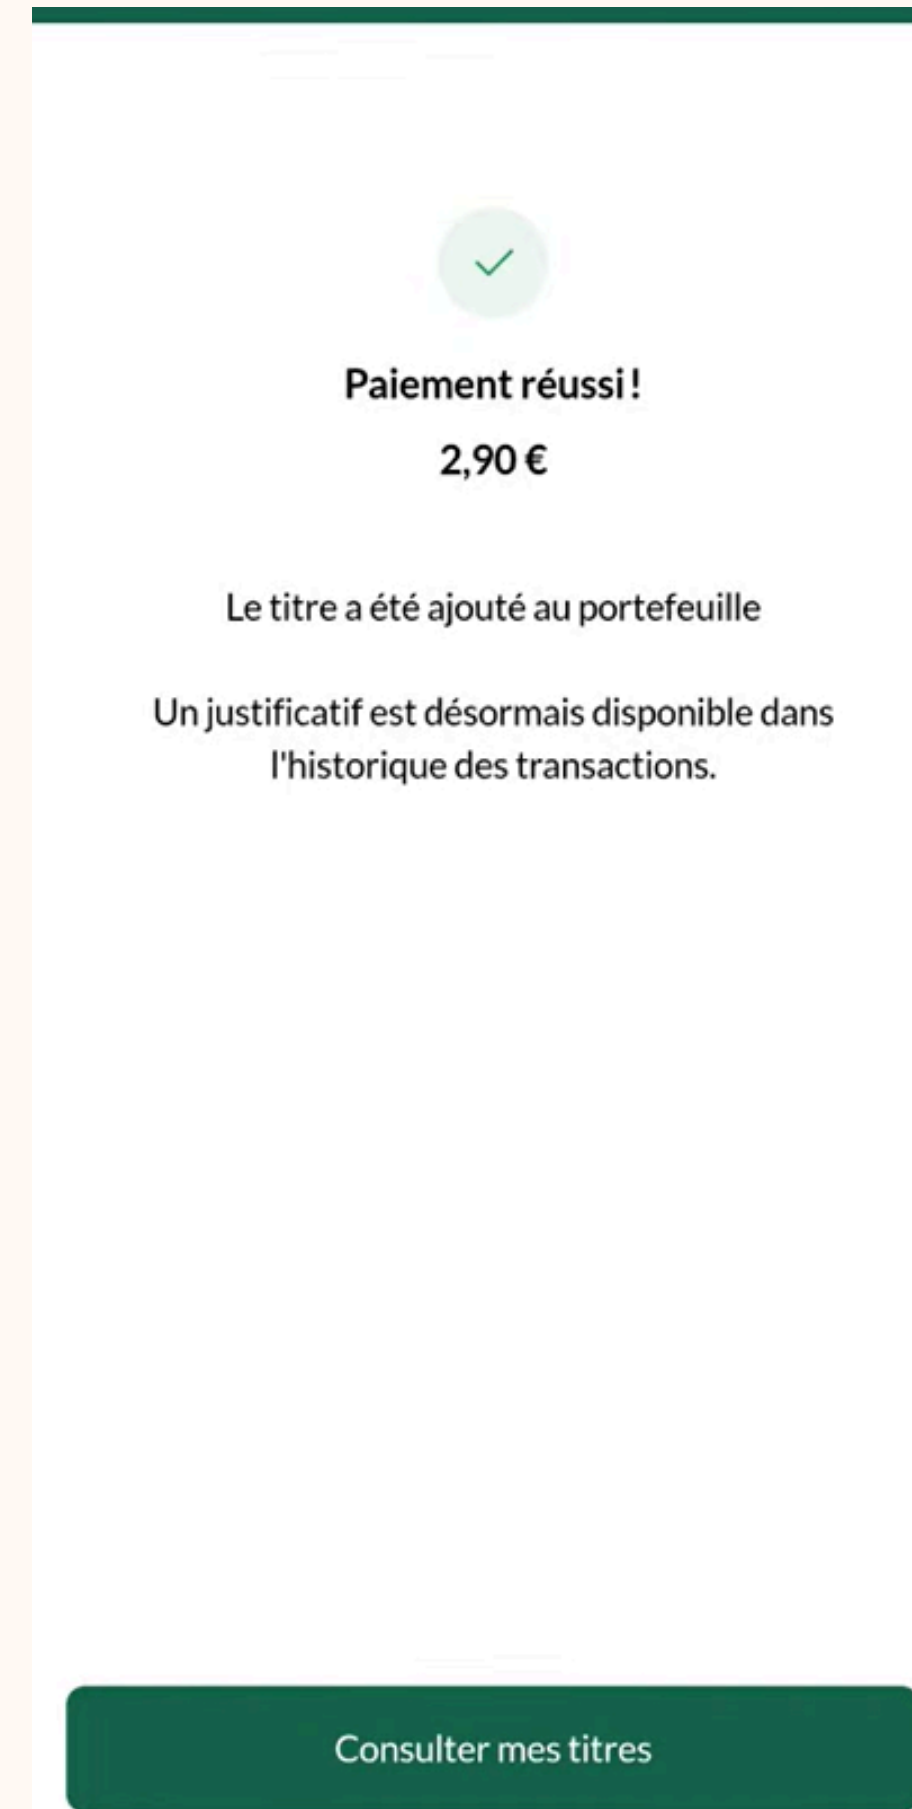 Paiement réussi !
2,90 €
Le titre a été ajouté au portefeuille
Un justificatif est désormais disponible dans
l'historique des transactions.
Consulter mes titres